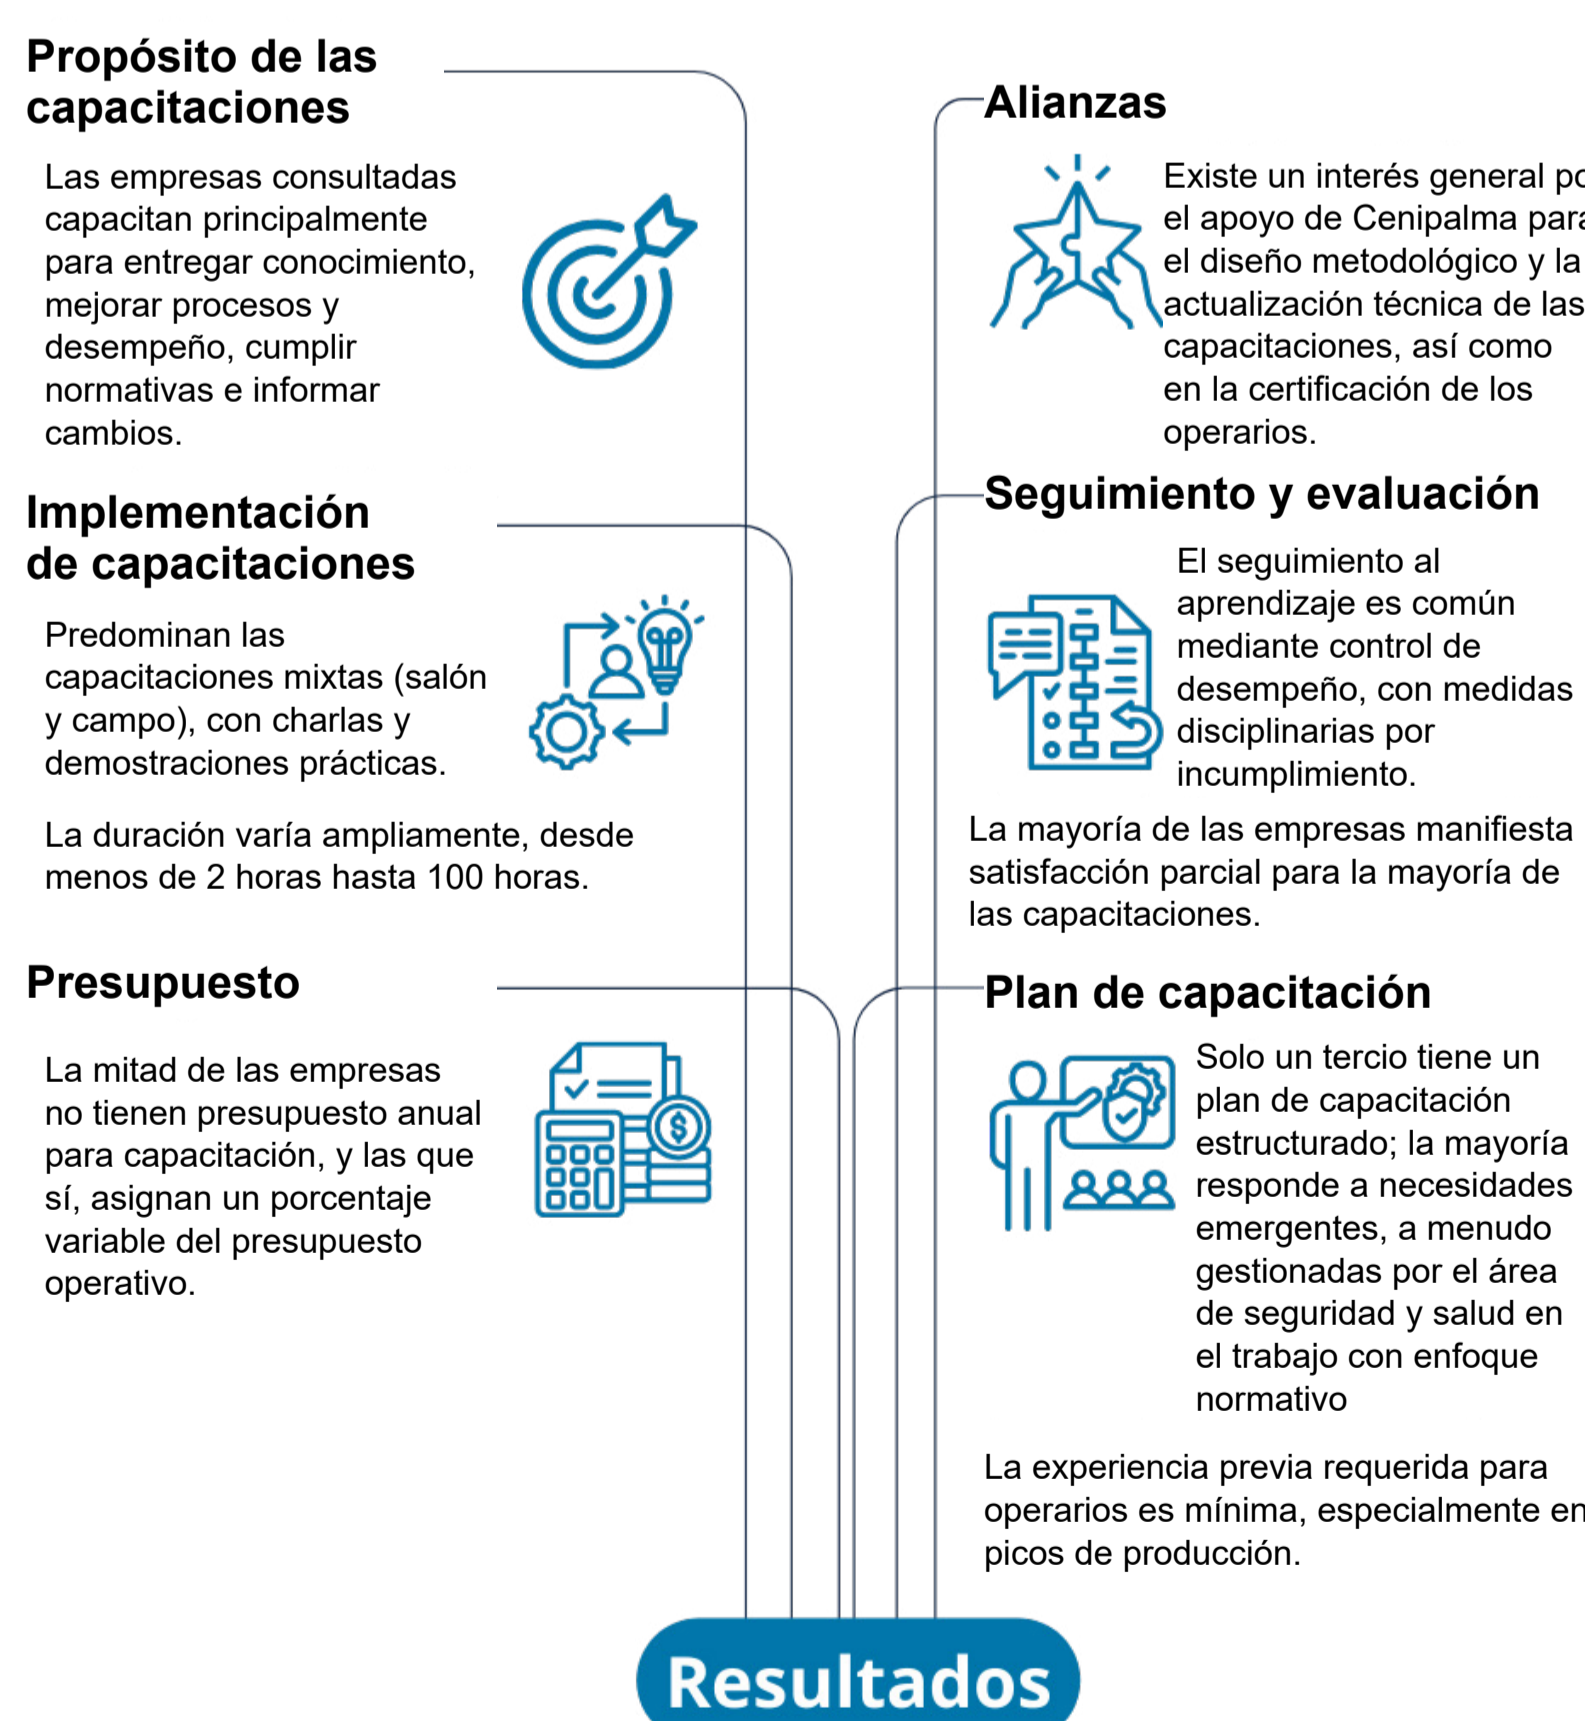 Propósito de las
capacitaciones
Las empresas consultadas
capacitan principalmente
para entregar conocimiento,
mejorar procesos y
desempeño, cumplir
normativas e informar
cambios.
Implementación
de capacitaciones
Predominan las
capacitaciones mixtas (salón
y campo), con charlas y
demostraciones prácticas.
La duración varía ampliamente, desde
menos de 2 horas hasta 100 horas.
Presupuesto
La mitad de las empresas
no tienen presupuesto anual
para capacitación, y las que
sí, asignan un porcentaje
variable del presupuesto
operativo.
Alianzas
Existe un interés general po
el apoyo de Cenipalma para
el diseño metodológico y la
actualización técnica de las
capacitaciones, así como
en la certificación de los
operarios.
Seguimiento y evaluación
El seguimiento al
aprendizaje es común
mediante control de
desempeño, con medidas
disciplinarias por
incumplimiento.
La mayoría de las empresas manifiesta
satisfacción parcial para la mayoría de
las capacitaciones.
Plan de capacitación
Solo un tercio tiene un
plan de capacitación
estructurado; la mayoría
responde a necesidades
emergentes, a menudo
gestionadas por el área
de seguridad y salud en
el trabajo con enfoque
normativo
La experiencia previa requerida para
operarios es mínima, especialmente en
picos de producción.
Resultados